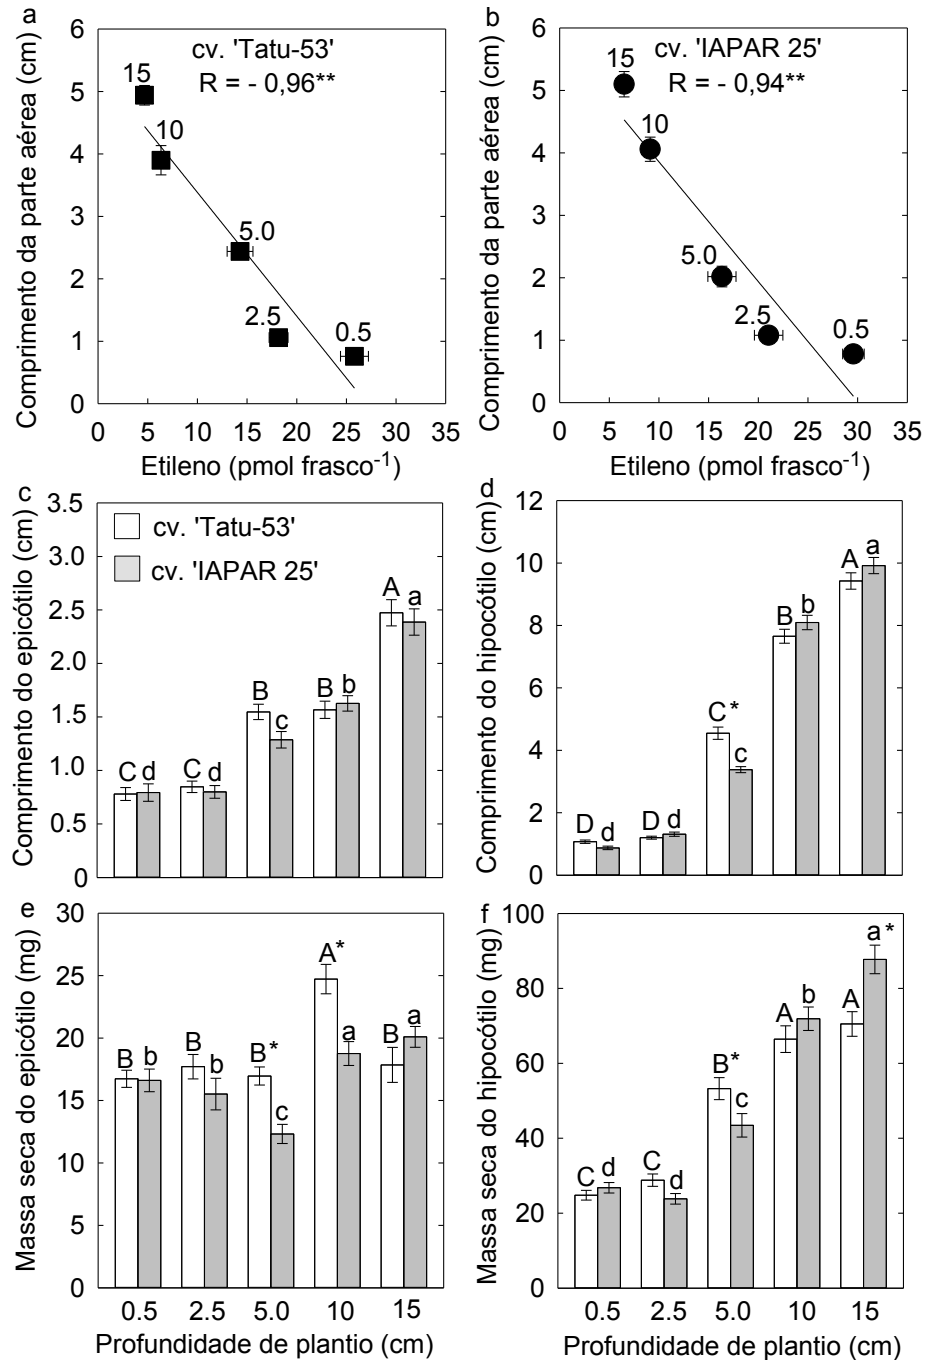 a
cv. 'Tatu-53'
R = - 0,96**
15
10
5.0
2.5
0.5
Comprimento da parte aérea (cm)
6
5
4
3
2
1
0
0 5 10 15 20 25 30 35
Etileno (pmol frasco-1)
b
cv. 'IAPAR 25'
R = - 0,94**
15
10
5.0
2.5
0.5
Comprimento da parte aérea (cm)
6
5
4
3
2
1
0
0 5 10 15 20 25 30 35
Etileno (pmol frasco-1)
c
cv. 'Tatu-53'
cv. 'IAPAR 25'
Comprimento do epicótilo (cm)
3.5
3.0
2.5
2.0
1.5
1.0
0.5
0
C d C d B c B b A a
d
Comprimento do hipocótilo (cm)
12
10
8
6
4
2
0
D d D d C* c B b A a
e
Massa seca do epicótilo (mg)
30
25
20
15
10
5
0
B b B b B* c A* a B a
0.5 2.5 5.0 10 15
Profundidade de plantio (cm)
f
Massa seca do hipocótilo (mg)
100
80
60
40
20
0
C d C d B* c A b A a*
0.5 2.5 5.0 10 15
Profundidade de plantio (cm)